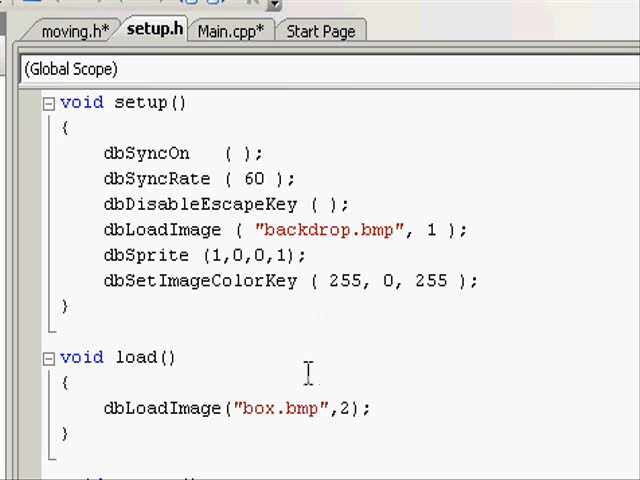 moving.h* setup.h Main.cpp* Start Page
(Global Scope)
void setup()
{
dbSyncOn ( );
dbSyncRate ( 60 );
dbDisableEscapeKey ( );
dbLoadImage ( "backdrop.bmp", 1 );
dbSprite (1,0,0,1);
dbSetImageColorKey ( 255, 0, 255 );
}
void load()
{
dbLoadImage("box.bmp",2);
}